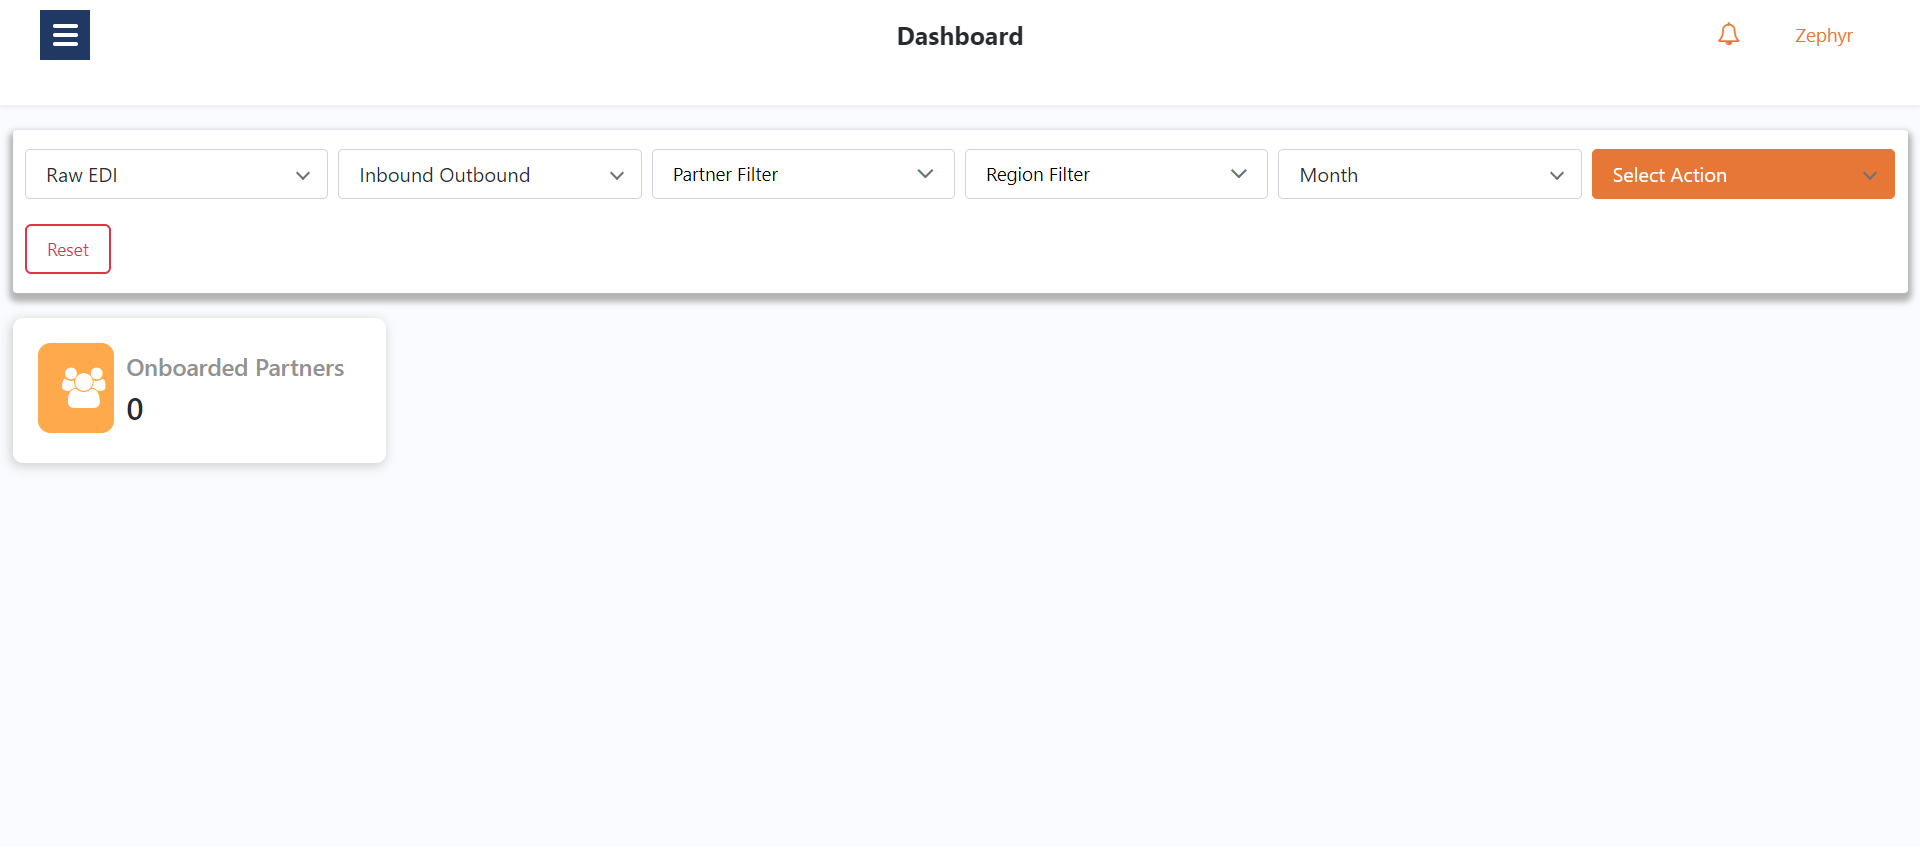 Dashboard
Zephyr
Raw EDI
Inbound Outbound
Partner Filter
Region Filter
Month
Select Action
Reset
Onboarded Partners
0